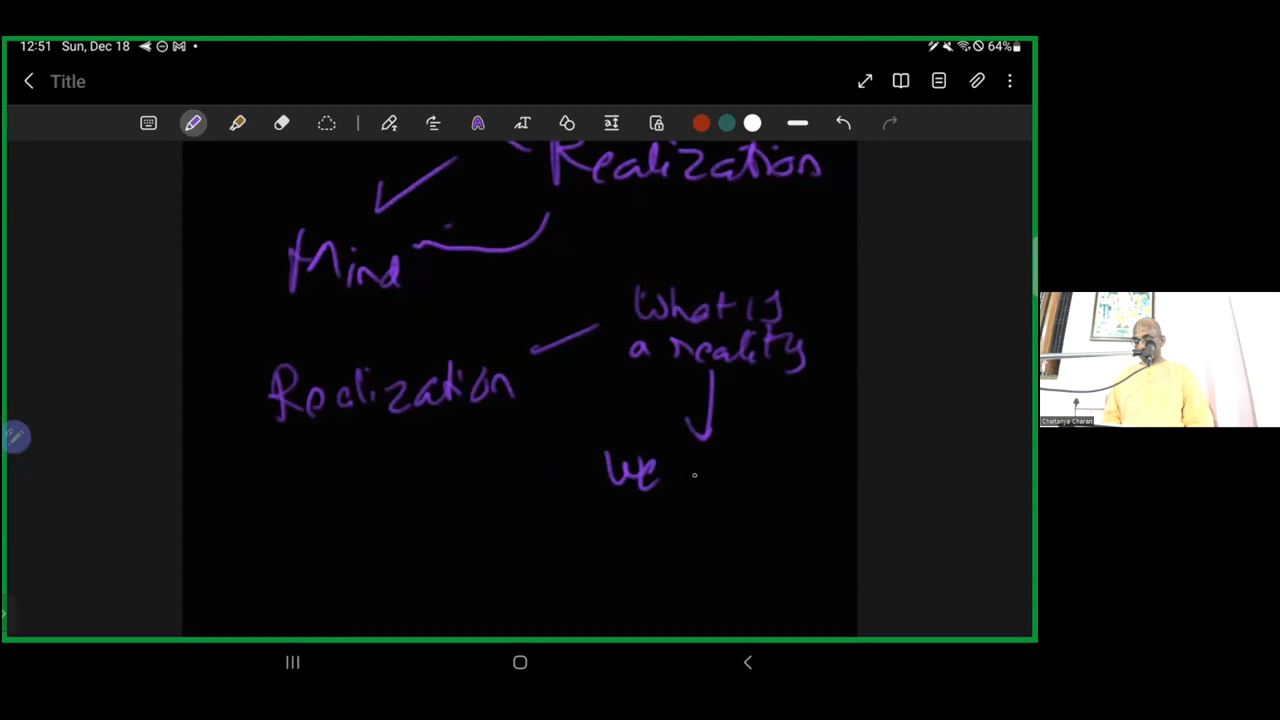 12:51 Sun, Dec 18
64%
Title
Realization
Mind
What is
a reality
Realization
we
Chaitanya Charan